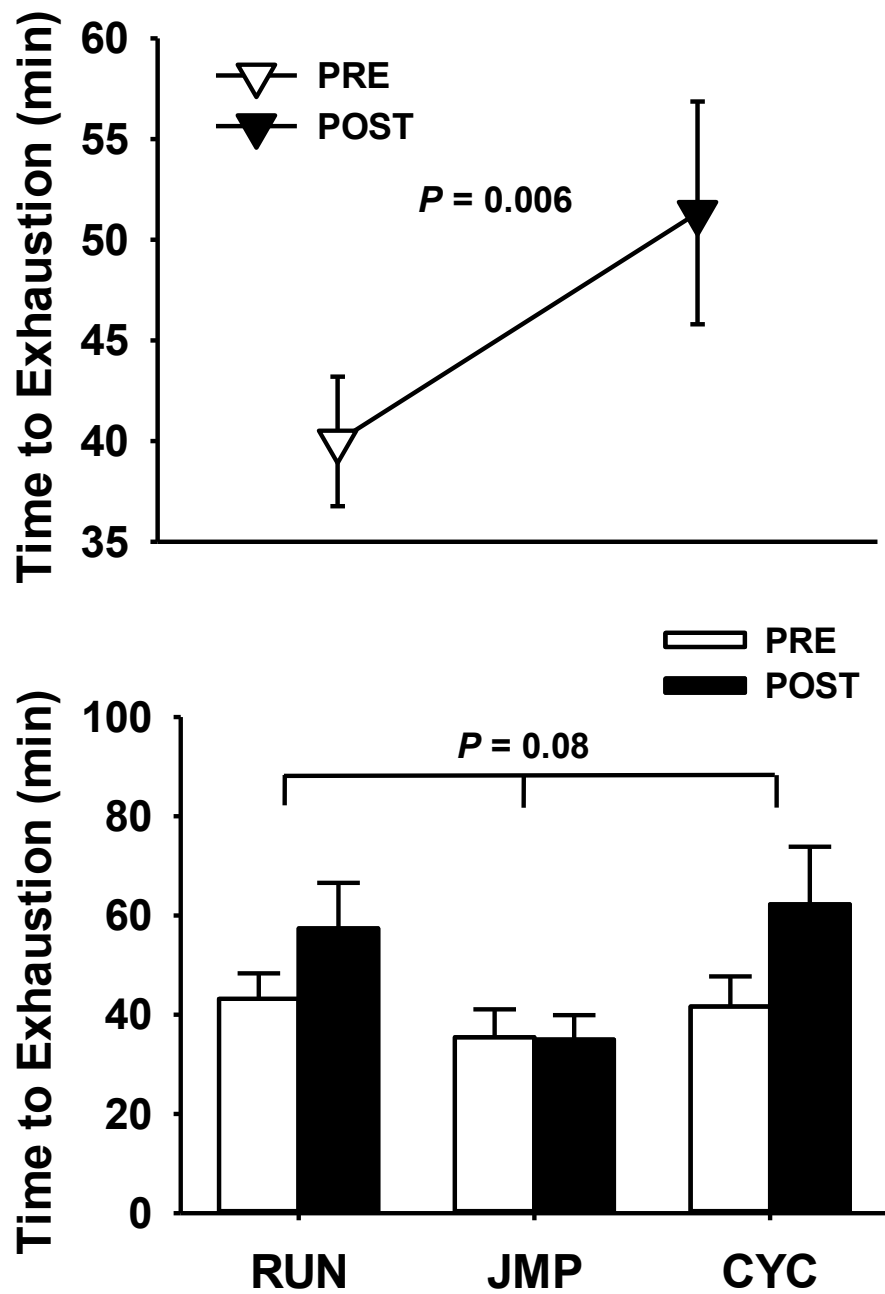 Time to Exhaustion (min)
60
55
50
45
40
35
PRE
POST
P = 0.006
Time to Exhaustion (min)
PRE
POST
100
80
60
40
20
0
P = 0.08
RUN JMP CYC